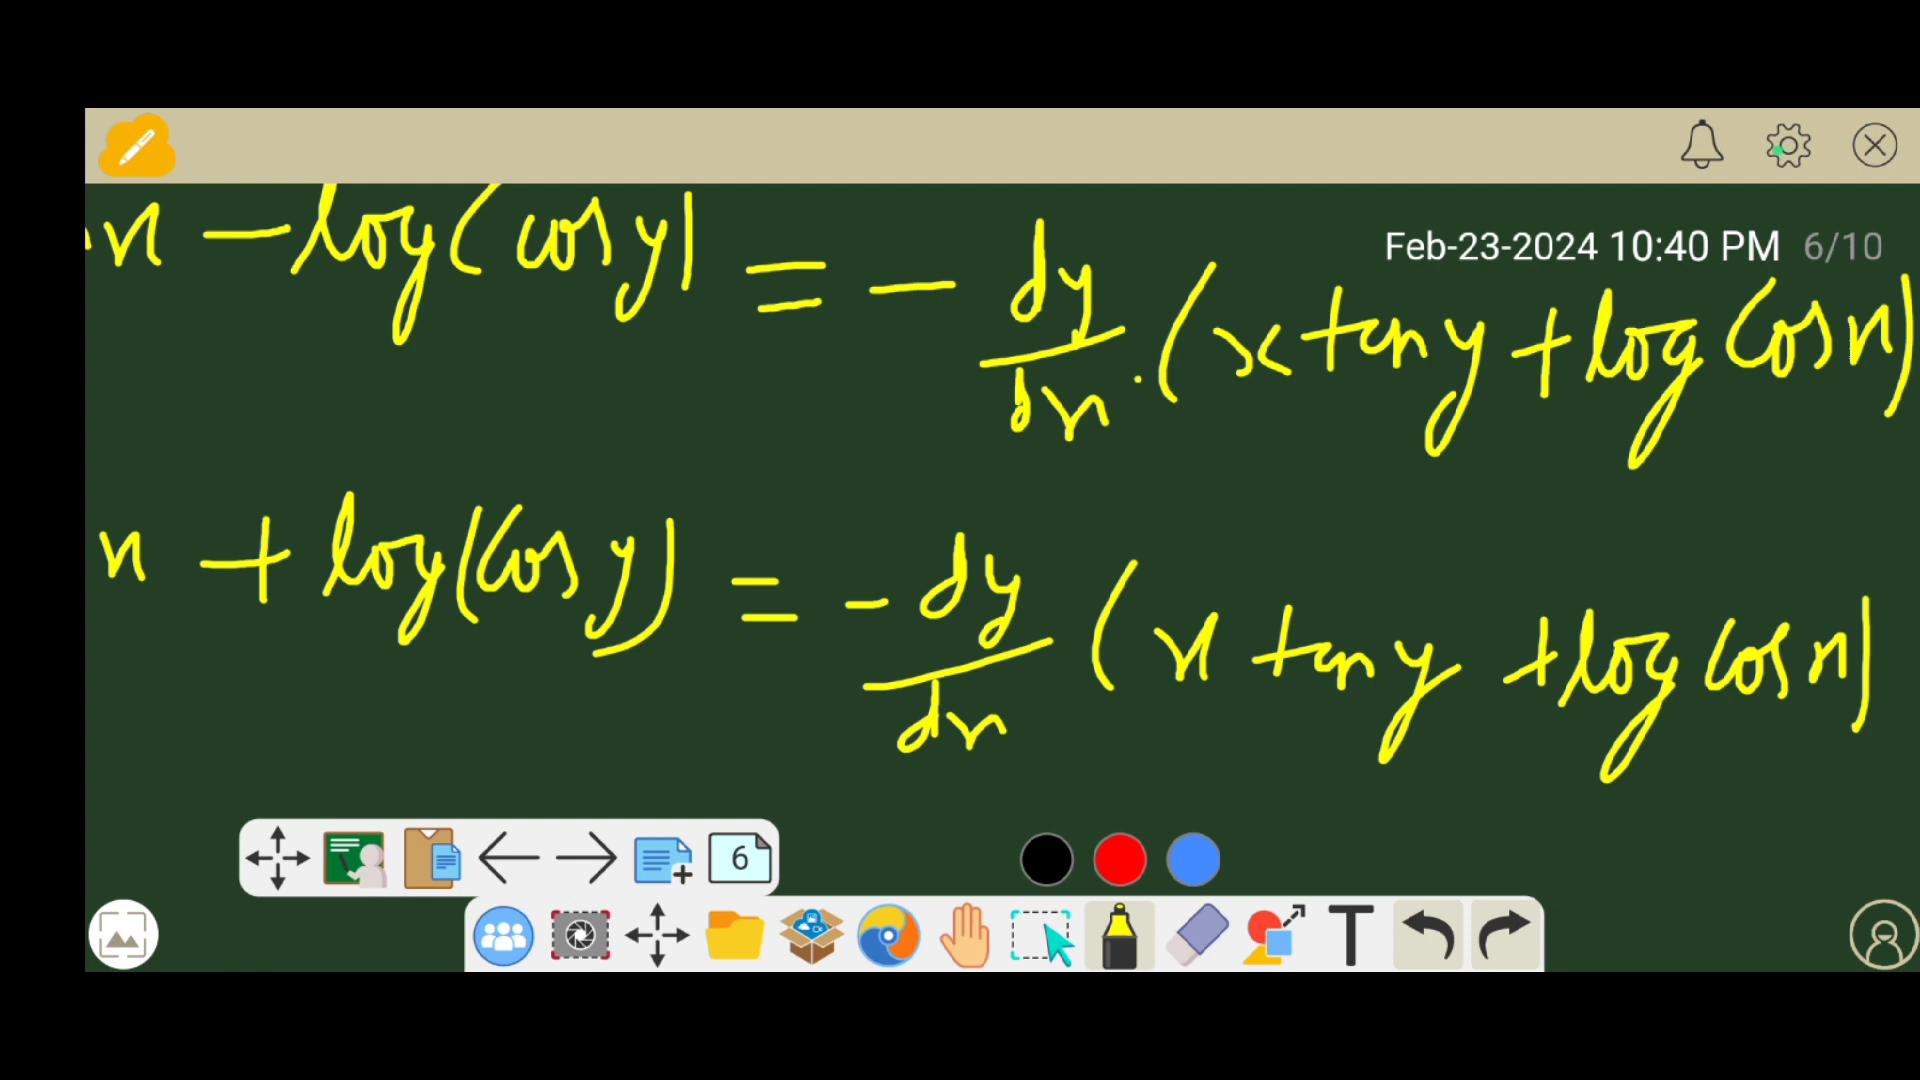 x - log(cos y) = - dy/dx . (x tan y + log cos x)
Feb-23-2024 10:40 PM 6/10
x + log(cos y) = - dy/dx (x tan y + log cos x)
6
T